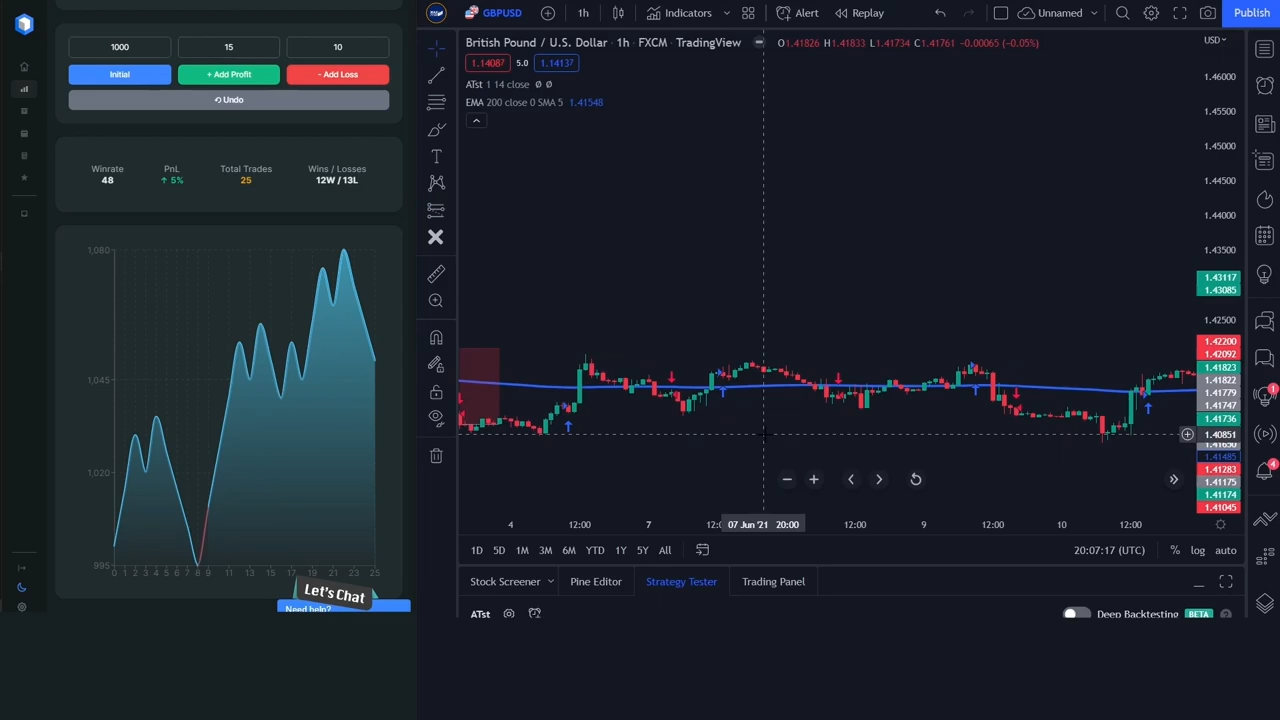 1000 15 10
Initial + Add Profit - Add Loss
Undo
Winrate PnL Total Trades Wins / Losses
48 ↑ 5% 25 12W / 13L
1,080
1,045
1,020
995
0 1 2 3 4 5 6 7 8 9 11 13 15 17 19 21 23 25
Let's Chat
Need help?
GBPUSD 1h Indicators Alert Replay Unnamed Publish
British Pound / U.S. Dollar · 1h · FXCM · TradingView O1.41826 H1.41833 L1.41734 C1.41761 -0.00065 (-0.05%) USD
1.14087 5.0 1.14137
ATst 1 14 close ∅ ∅
EMA 200 close 0 SMA 5 1.41548
1.46000
1.45500
1.45000
1.44500
1.44000
1.43500
1.43117
1.43085
1.42500
1.42200
1.42092
1.41823
1.41822
1.41779
1.41747
1.41736
1.40851
1.41650
1.41485
1.41283
1.41175
1.41174
1.41045
4 12:00 7 07 Jun '21 20:00 12:00 9 12:00 10 12:00
1D 5D 1M 3M 6M YTD 1Y 5Y All 20:07:17 (UTC) % log auto
Stock Screener Pine Editor Strategy Tester Trading Panel
ATst Deep Backtesting BETA
1
4